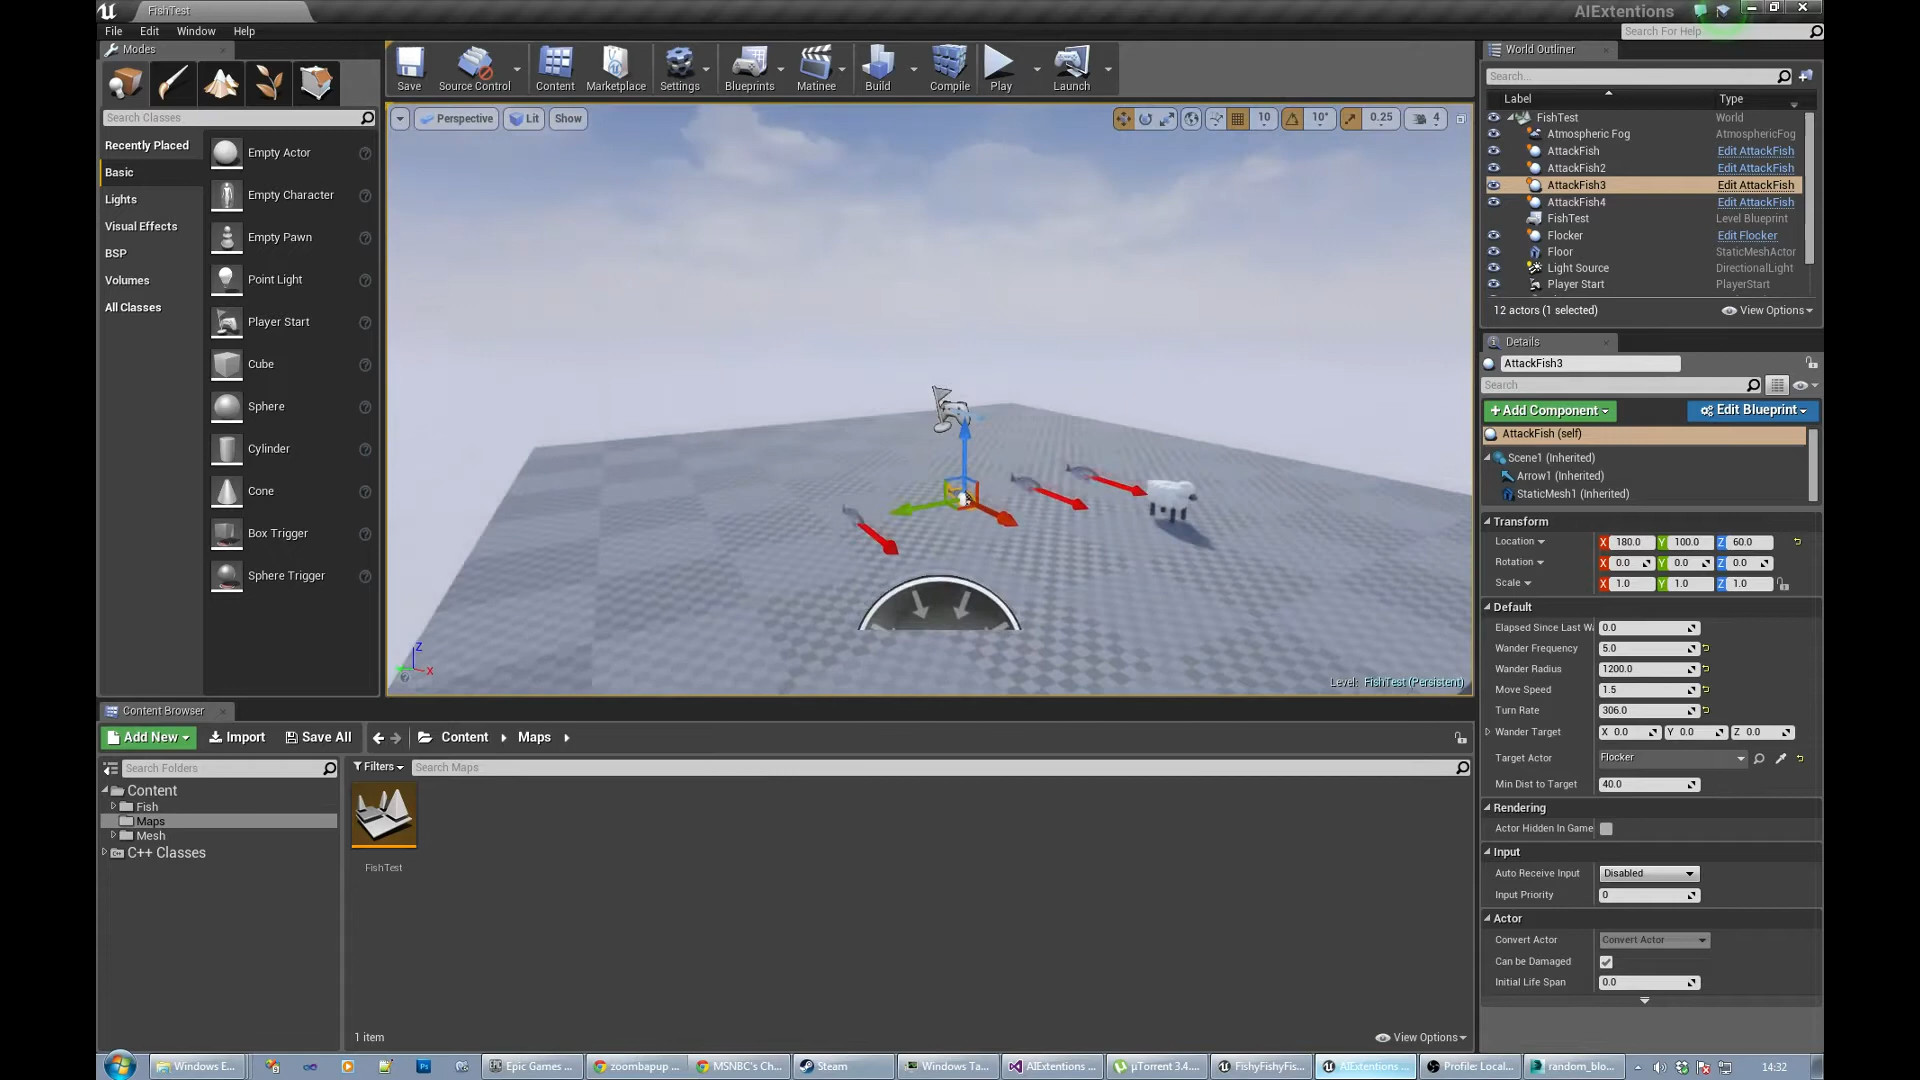 FishTest
AIExtentions
File Edit Window Help
Search For Help
Modes
Save Source Control Content Marketplace Settings Blueprints Matinee Build Compile Play Launch
World Outliner
Search...
Label Type
FishTest World
Atmospheric Fog AtmosphericFog
AttackFish Edit AttackFish
AttackFish2 Edit AttackFish
AttackFish3 Edit AttackFish
AttackFish4 Edit AttackFish
FishTest Level Blueprint
Flocker Edit Flocker
Floor StaticMeshActor
Light Source DirectionalLight
Player Start PlayerStart
12 actors (1 selected) View Options
Search Classes
Recently Placed
Basic
Lights
Visual Effects
BSP
Volumes
All Classes
Empty Actor
Empty Character
Empty Pawn
Point Light
Player Start
Cube
Sphere
Cylinder
Cone
Box Trigger
Sphere Trigger
Perspective Lit Show
10 10° 0.25 4
Z
X
Level: FishTest (Persistent)
Details
AttackFish3
Search
+Add Component Edit Blueprint
AttackFish (self)
Scene1 (Inherited)
Arrow1 (Inherited)
StaticMesh1 (Inherited)
Transform
Location X 180.0 Y 100.0 Z 60.0
Rotation X 0.0 Y 0.0 Z 0.0
Scale X 1.0 Y 1.0 Z 1.0
Default
Elapsed Since Last W 0.0
Wander Frequency 5.0
Wander Radius 1200.0
Move Speed 1.5
Turn Rate 306.0
Wander Target X 0.0 Y 0.0 Z 0.0
Target Actor Flocker
Min Dist to Target 40.0
Rendering
Actor Hidden In Game
Input
Auto Receive Input Disabled
Input Priority 0
Actor
Convert Actor Convert Actor
Can be Damaged
Initial Life Span 0.0
Content Browser
Add New Import Save All Content Maps
Search Folders
Filters Search Maps
Content
Fish
Maps
Mesh
C++ Classes
FishTest
1 item
View Options
Windows E... Epic Games ... zoombapup ... MSNBC's Ch... Steam Windows Ta... AIExtentions ... µTorrent 3.4.... FishyFishyFis... AIExtentions ... Profile: Local... random_blo... 14:32